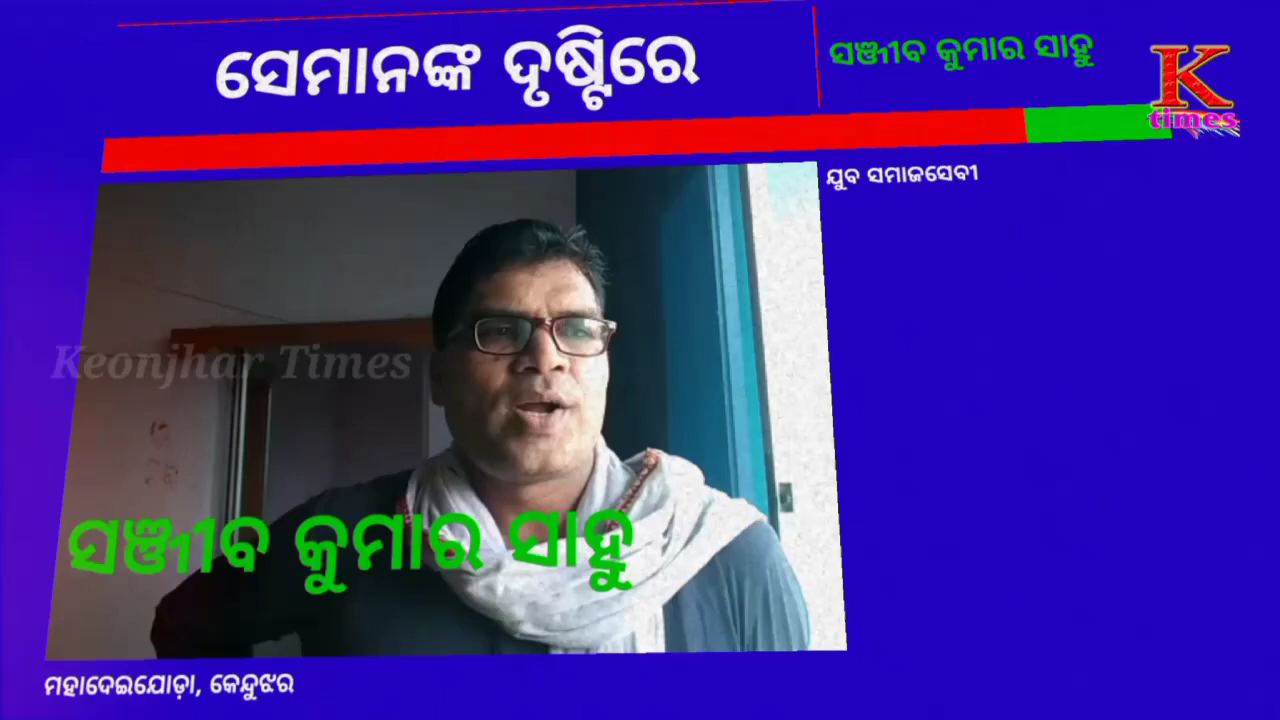 ସେମାନଙ୍କ ଦୃଷ୍ଟିରେ
ସଞ୍ଜୀବ କୁମାର ସାହୁ
K
times
ଯୁବ ସମାଜସେବୀ
Keonjhar Times
ସଞ୍ଜୀବ କୁମାର ସାହୁ
ମହାଦେଇଯୋଡ଼ା, କେନ୍ଦୁଝର